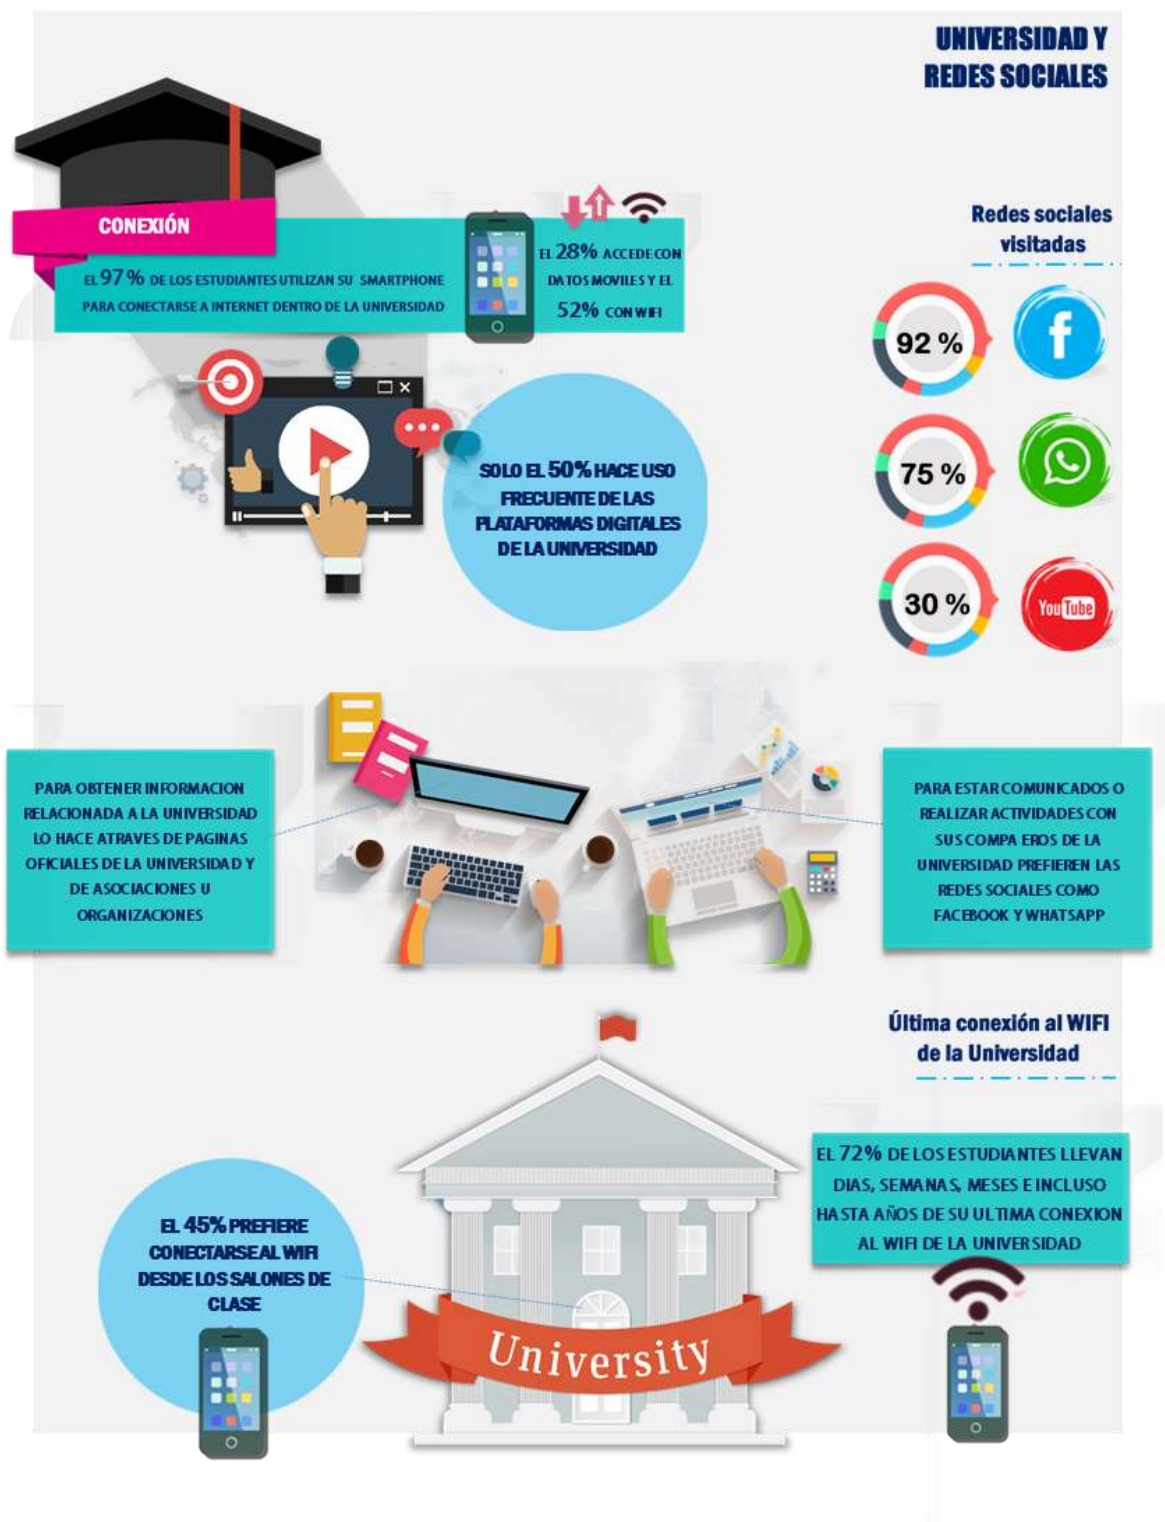 UNIVERSIDAD Y
REDES SOCIALES
CONEXIÓN
EL 97% DE LOS ESTUDIANTES UTILIZAN SU SMARTPHONE
PARA CONECTARSE A INTERNET DENTRO DE LA UNIVERSIDAD
EL 28% ACCEDE CON
DATOS MOVILES Y EL
52% CON WIFI
Redes sociales
visitadas
92 %
f
75 %
30 %
YouTube
SOLO EL 50% HACE USO
FRECUENTE DE LAS
PLATAFORMAS DIGITALES
DE LA UNIVERSIDAD
PARA OBTENER INFORMACION
RELACIONADA A LA UNIVERSIDAD
LO HACE ATRAVES DE PAGINAS
OFICIALES DE LA UNIVERSIDAD Y
DE ASOCIACIONES U
ORGANIZACIONES
PARA ESTAR COMUNICADOS O
REALIZAR ACTIVIDADES CON
SUS COMPA EROS DE LA
UNIVERSIDAD PREFIEREN LAS
REDES SOCIALES COMO
FACEBOOK Y WHATSAPP
Última conexión al WIFI
de la Universidad
EL 72% DE LOS ESTUDIANTES LLEVAN
DIAS, SEMANAS, MESES E INCLUSO
HASTA AÑOS DE SU ULTIMA CONEXION
AL WIFI DE LA UNIVERSIDAD
EL 45% PREFIERE
CONECTARSE AL WIFI
DESDE LOS SALONES DE
CLASE
University